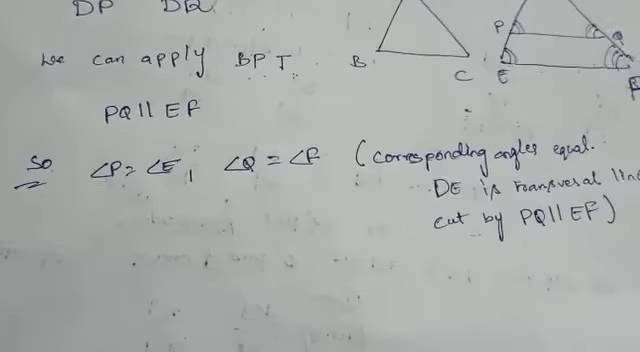 DP DQ
we can apply BPT
B
C
P
Q
E
F
PQ || EF
So ∠P = ∠E, ∠Q = ∠F (corresponding angles equal.
DE is transversal line
cut by PQ || EF)